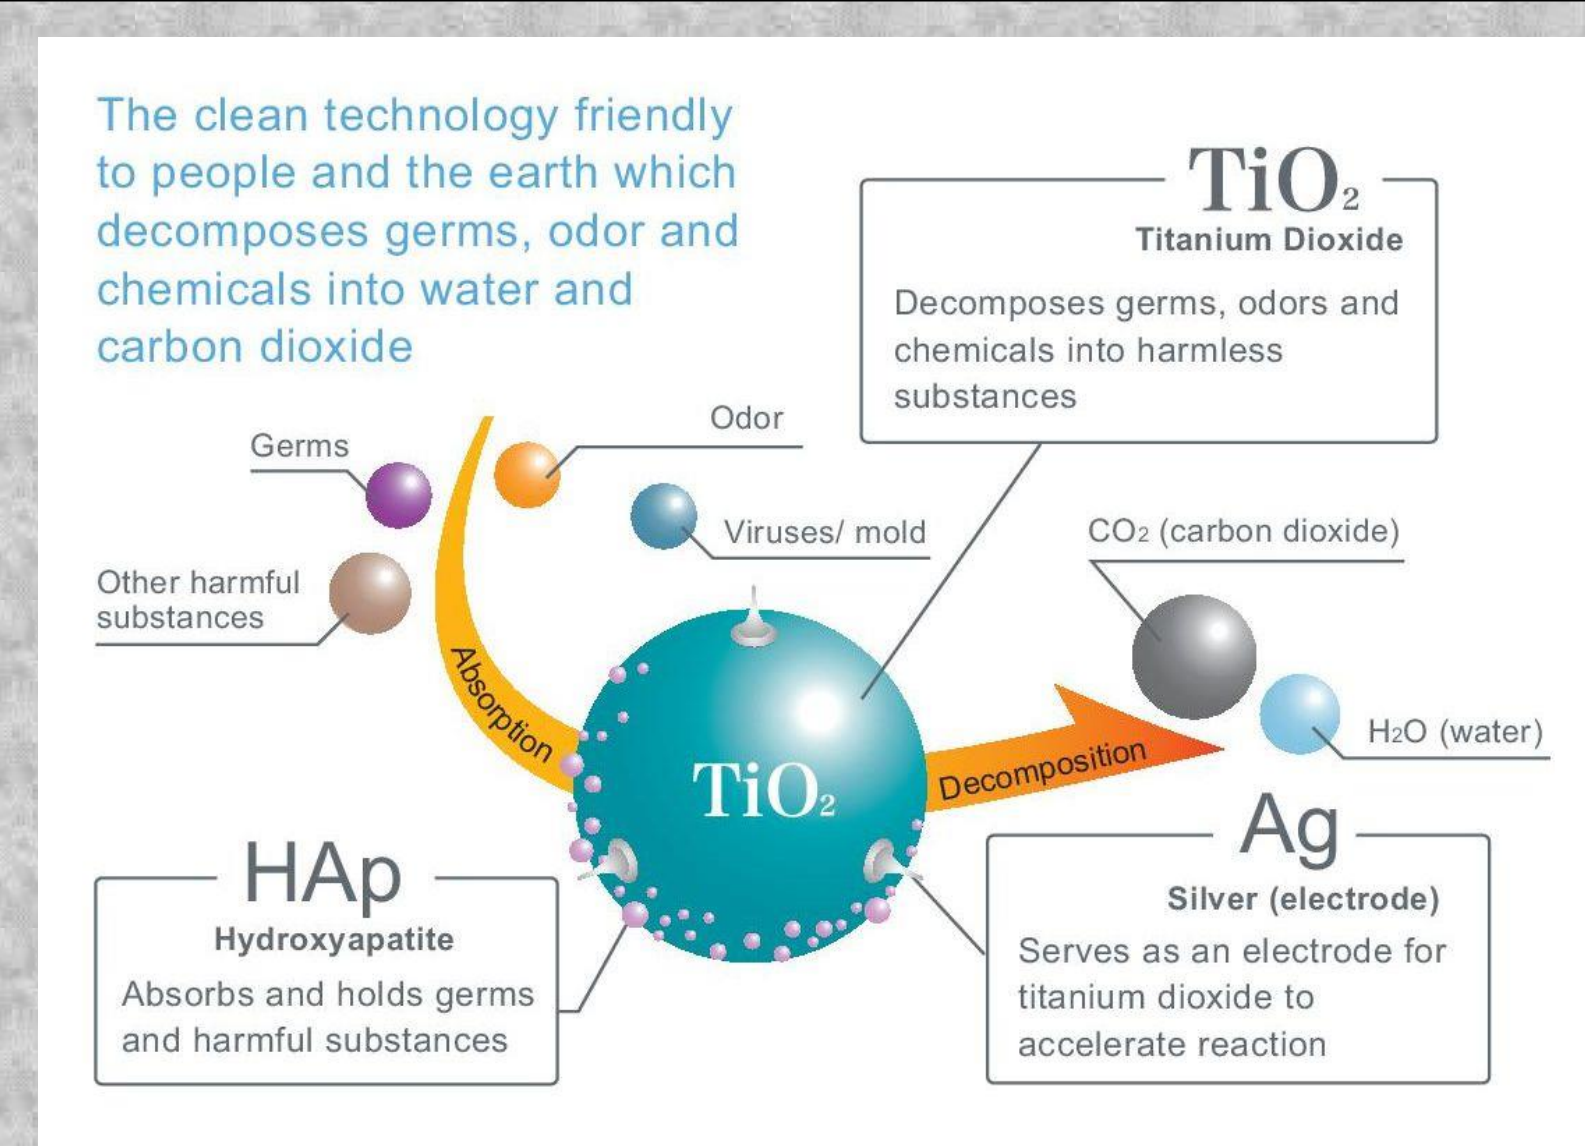 The clean technology friendly
to people and the earth which
decomposes germs, odor and
chemicals into water and
carbon dioxide
TiO₂
Titanium Dioxide
Decomposes germs, odors and
chemicals into harmless
substances
Germs
Odor
Viruses/ mold
Other harmful
substances
CO₂ (carbon dioxide)
H₂O (water)
Absorption
TiO₂
Decomposition
HAp
Hydroxyapatite
Absorbs and holds germs
and harmful substances
Ag
Silver (electrode)
Serves as an electrode for
titanium dioxide to
accelerate reaction